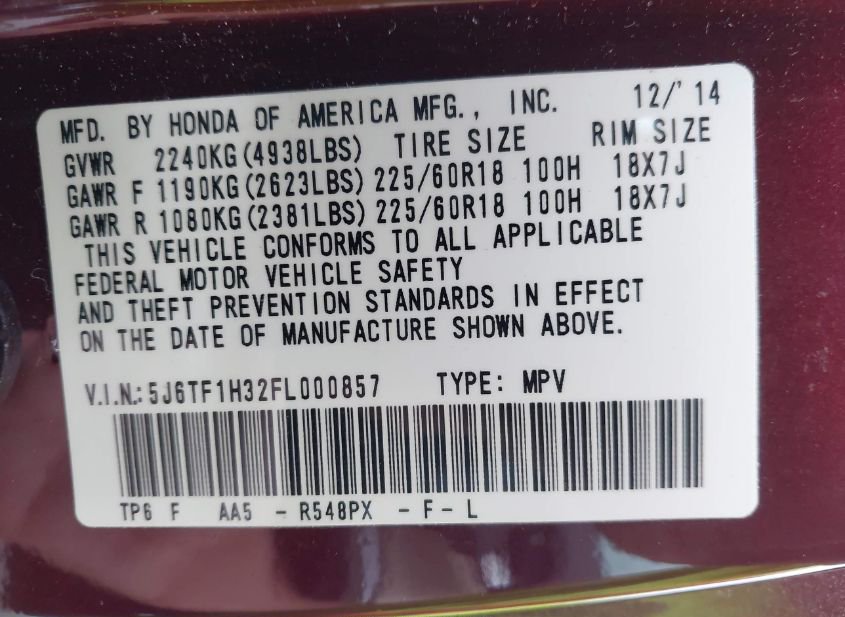 MFD. BY HONDA OF AMERICA MFG., INC. 12/'14
GVWR 2240KG(4938LBS) TIRE SIZE RIM SIZE
GAWR F 1190KG(2623LBS) 225/60R18 100H 18X7J
GAWR R 1080KG(2381LBS) 225/60R18 100H 18X7J
THIS VEHICLE CONFORMS TO ALL APPLICABLE
FEDERAL MOTOR VEHICLE SAFETY
AND THEFT PREVENTION STANDARDS IN EFFECT
ON THE DATE OF MANUFACTURE SHOWN ABOVE.
V.I.N.: 5J6TF1H32FL000857 TYPE: MPV
TP6 F AA5 - R548PX - F - L